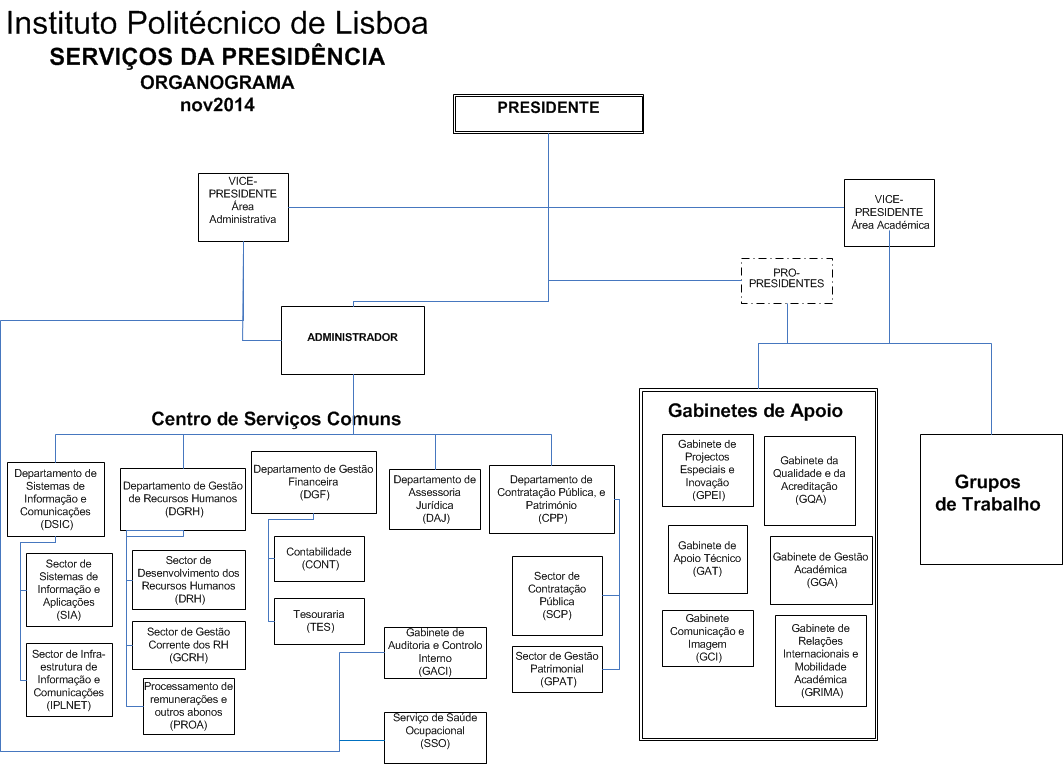 Instituto Politécnico de Lisboa
SERVIÇOS DA PRESIDÊNCIA
ORGANOGRAMA
nov2014
PRESIDENTE
VICE-
PRESIDENTE
Área
Administrativa
VICE-
PRESIDENTE
Área Académica
PRO-
PRESIDENTES
ADMINISTRADOR
Centro de Serviços Comuns
Departamento de
Sistemas de
Informação e
Comunicações
(DSIC)
Sector de
Sistemas de
Informação e
Aplicações
(SIA)
Sector de Infra-
estrutura de
Informação e
Comunicações
(IPLNET)
Departamento de Gestão
de Recursos Humanos
(DGRH)
Sector de
Desenvolvimento dos
Recursos Humanos
(DRH)
Sector de Gestão
Corrente dos RH
(GCRH)
Processamento de
remunerações e
outros abonos
(PROA)
Departamento de Gestão
Financeira
(DGF)
Contabilidade
(CONT)
Tesouraria
(TES)
Departamento de
Assessoria
Jurídica
(DAJ)
Departamento de
Contratação Pública, e
Património
(CPP)
Sector de
Contratação
Pública
(SCP)
Sector de Gestão
Patrimonial
(GPAT)
Gabinete de
Auditoria e Controlo
Interno
(GACI)
Serviço de Saúde
Ocupacional
(SSO)
Gabinetes de Apoio
Gabinete de
Projectos
Especiais e
Inovação
(GPEI)
Gabinete da
Qualidade e da
Acreditação
(GQA)
Gabinete de
Apoio Técnico
(GAT)
Gabinete de Gestão
Académica
(GGA)
Gabinete
Comunicação e
Imagem
(GCI)
Gabinete de
Relações
Internacionais e
Mobilidade
Académica
(GRIMA)
Grupos
de Trabalho